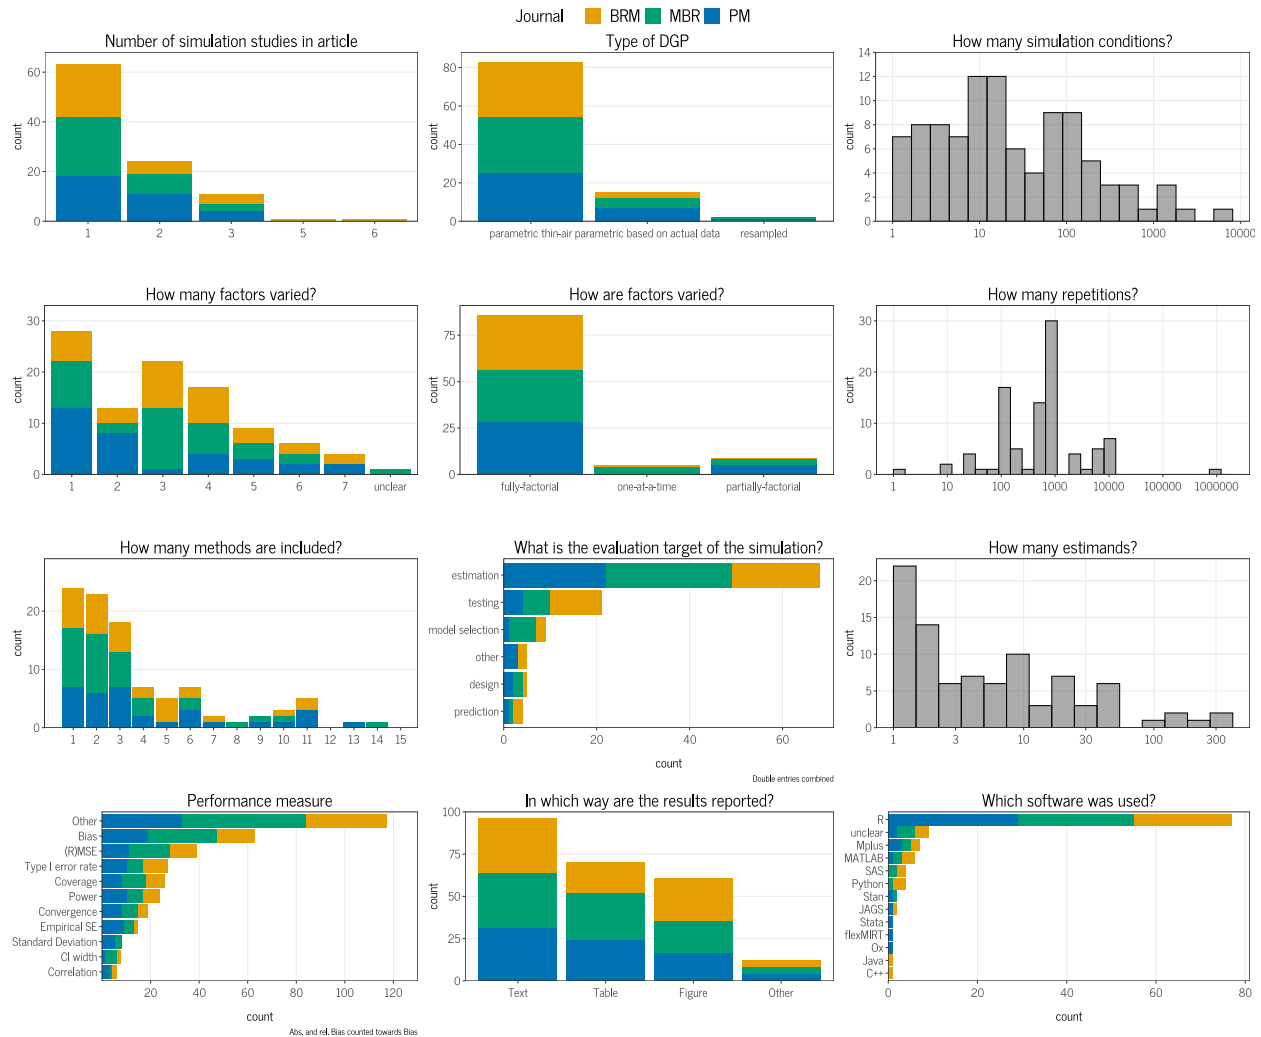 Journal BRM MBR PM
Number of simulation studies in article
count
60
40
20
0
1 2 3 5 6
Type of DGP
count
80
60
40
20
0
parametric thin-air parametric based on actual data resampled
How many simulation conditions?
count
14
12
10
8
6
4
2
0
1 10 100 1000 10000
How many factors varied?
count
30
20
10
0
1 2 3 4 5 6 7 unclear
How are factors varied?
count
75
50
25
0
fully-factorial one-at-a-time partially-factorial
How many repetitions?
count
30
20
10
0
1 10 100 1000 10000 100000 1000000
How many methods are included?
count
20
10
0
1 2 3 4 5 6 7 8 9 10 11 12 13 14 15
What is the evaluation target of the simulation?
estimation
testing
model selection
other
design
prediction
0 20 40 60
count
Double entries combined
How many estimands?
count
20
15
10
5
0
1 3 10 30 100 300
Performance measure
Other
Bias
(R)MSE
Type I error rate
Coverage
Power
Convergence
Empirical SE
Standard Deviation
CI width
Correlation
20 40 60 80 100 120
count
Abs. and rel. Bias counted towards Bias
In which way are the results reported?
count
100
75
50
25
0
Text Table Figure Other
Which software was used?
R
unclear
Mplus
MATLAB
SAS
Python
Stan
JAGS
Stata
flexMIRT
Ox
Java
C++
0 20 40 60 80
count